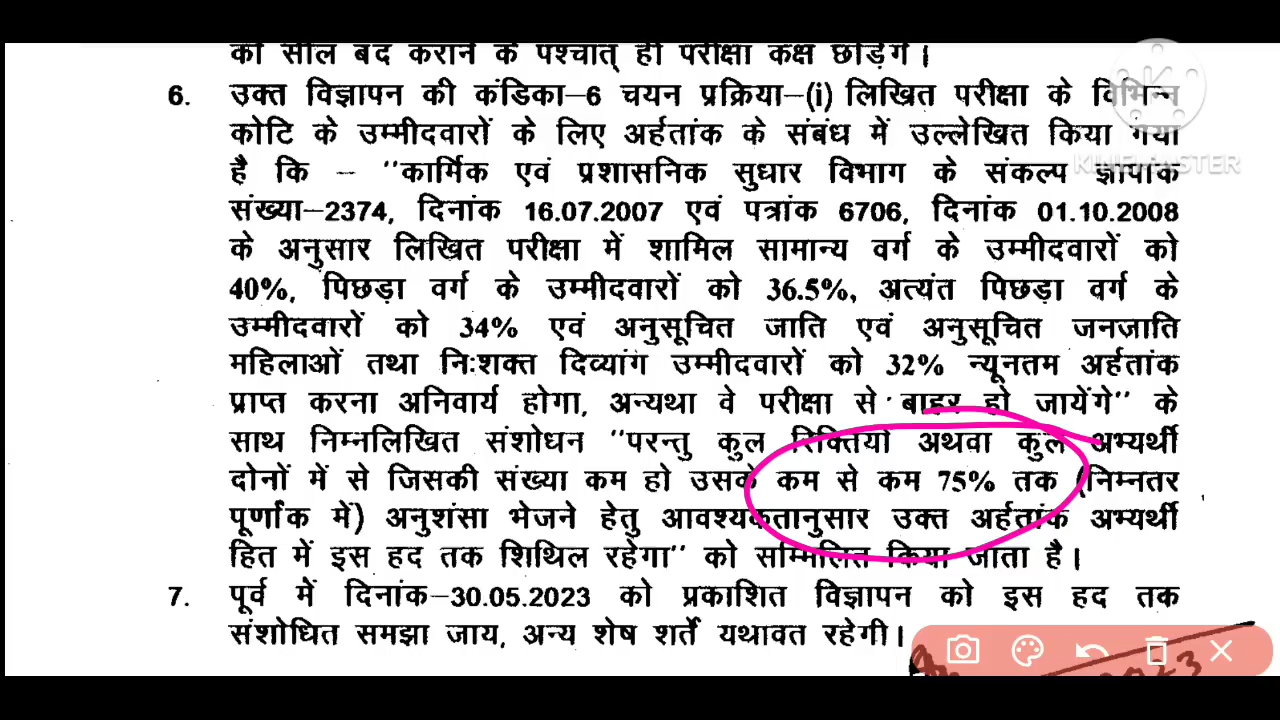 को सील बंद कराने के पश्चात् ही परीक्षा कक्ष छोड़ेंगे।
6. उक्त विज्ञापन की कंडिका–6 चयन प्रक्रिया–(i) लिखित परीक्षा के विभिन्न
कोटि के उम्मीदवारों के लिए अर्हतांक के संबंध में उल्लेखित किया गया
है कि – "कार्मिक एवं प्रशासनिक सुधार विभाग के संकल्प ज्ञापांक
संख्या–2374, दिनांक 16.07.2007 एवं पत्रांक 6706, दिनांक 01.10.2008
के अनुसार लिखित परीक्षा में शामिल सामान्य वर्ग के उम्मीदवारों को
40%, पिछड़ा वर्ग के उम्मीदवारों को 36.5%, अत्यंत पिछड़ा वर्ग के
उम्मीदवारों को 34% एवं अनुसूचित जाति एवं अनुसूचित जनजाति
महिलाओं तथा निःशक्त दिव्यांग उम्मीदवारों को 32% न्यूनतम अर्हतांक
प्राप्त करना अनिवार्य होगा, अन्यथा वे परीक्षा से बाहर हो जायेंगे" के
साथ निम्नलिखित संशोधन "परन्तु कुल रिक्तियों अथवा कुल अभ्यर्थी
दोनों में से जिसकी संख्या कम हो उसके कम से कम 75% तक (निम्नतर
पूर्णांक में) अनुशंसा भेजने हेतु आवश्यकतानुसार उक्त अर्हतांक अभ्यर्थी
हित में इस हद तक शिथिल रहेगा" को सम्मिलित किया जाता है।
7. पूर्व में दिनांक–30.05.2023 को प्रकाशित विज्ञापन को इस हद तक
संशोधित समझा जाय, अन्य शेष शर्तें यथावत रहेगी।
KINEMASTER